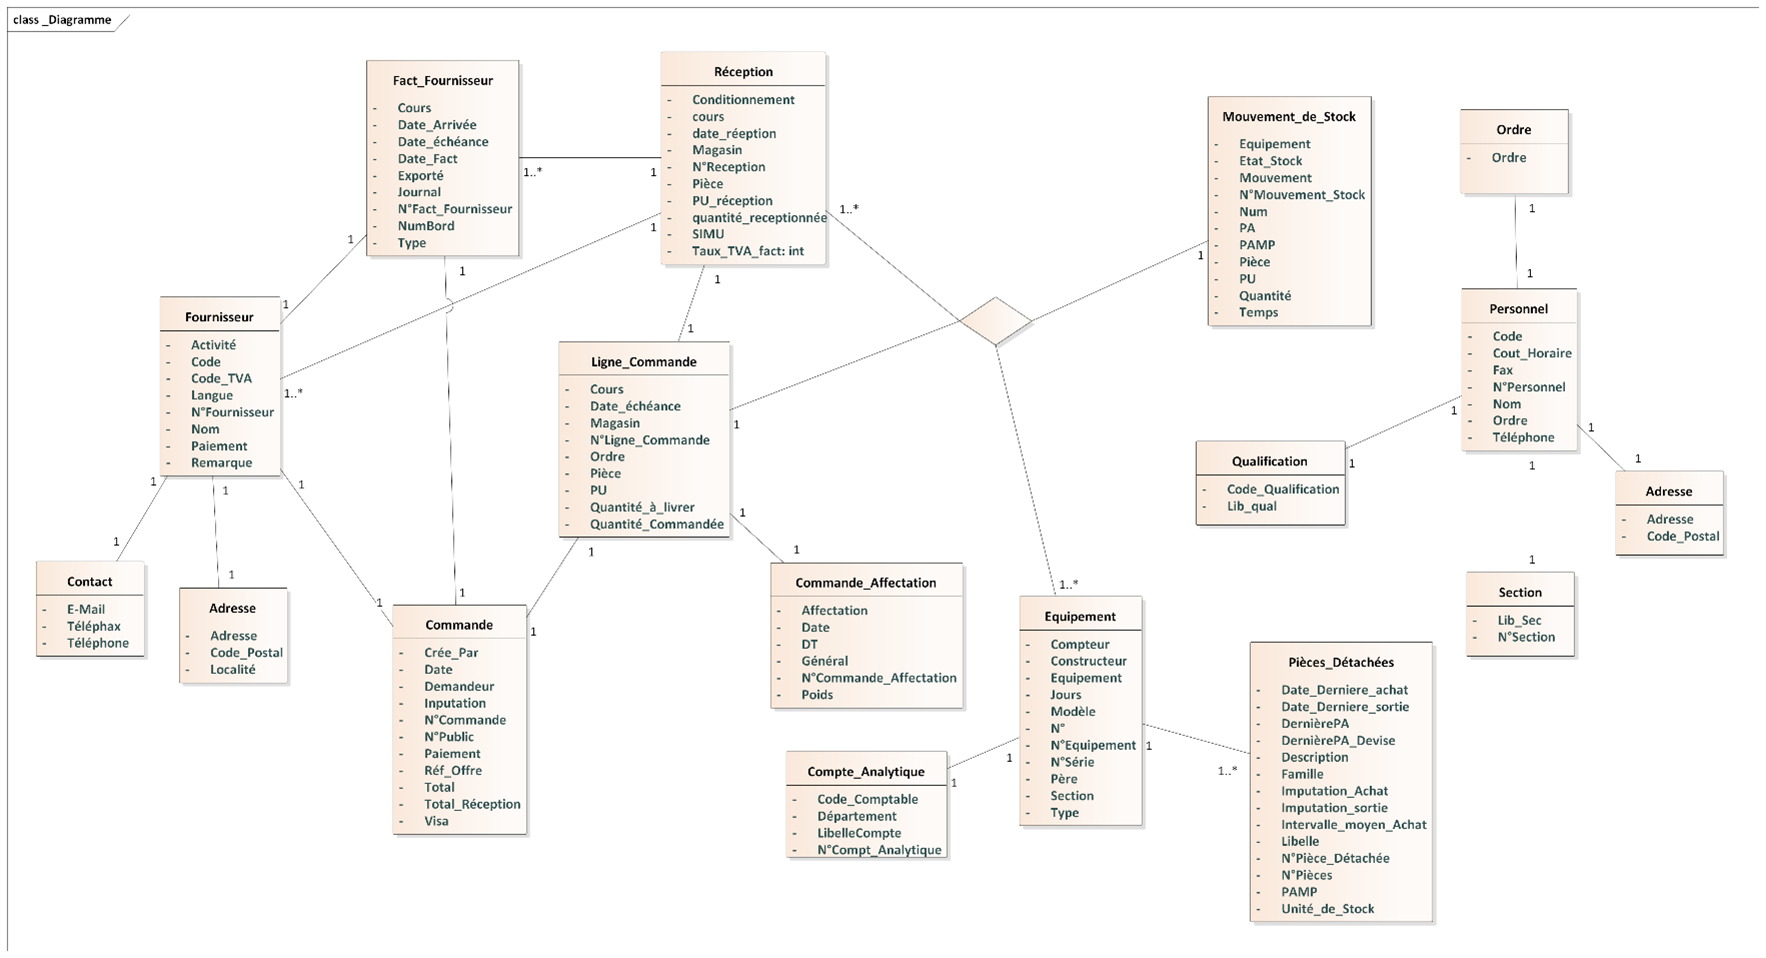 class _Diagramme
Fact_Fournisseur
- Cours
- Date_Arrivée
- Date_échéance
- Date_Fact
- Exporté
- Journal
- N°Fact_Fournisseur
- NumBord
- Type
Réception
- Conditionnement
- cours
- date_réeption
- Magasin
- N°Reception
- Pièce
- PU_réception
- quantité_receptionnée
- SIMU
- Taux_TVA_fact: int
Mouvement_de_Stock
- Equipement
- Etat_Stock
- Mouvement
- N°Mouvement_Stock
- Num
- PA
- PAMP
- Pièce
- PU
- Quantité
- Temps
Ordre
- Ordre
1..*
1
1
1..*
1
1
1
1
1
1
1
1
Fournisseur
- Activité
- Code
- Code_TVA
- Langue
- N°Fournisseur
- Nom
- Paiement
- Remarque
1..*
1
1
1
Ligne_Commande
- Cours
- Date_échéance
- Magasin
- N°Ligne_Commande
- Ordre
- Pièce
- PU
- Quantité_à_livrer
- Quantité_Commandée
1
1
1
Personnel
- Code
- Cout_Horaire
- Fax
- N°Personnel
- Nom
- Ordre
- Téléphone
1
1
1
1
1
Qualification
- Code_Qualification
- Lib_qual
Adresse
- Adresse
- Code_Postal
1
1
1
1
1
1
1
1..*
1
Contact
- E-Mail
- Téléphax
- Téléphone
Adresse
- Adresse
- Code_Postal
- Localité
Commande
- Crée_Par
- Date
- Demandeur
- Inputation
- N°Commande
- N°Public
- Paiement
- Réf_Offre
- Total
- Total_Réception
- Visa
Commande_Affectation
- Affectation
- Date
- DT
- Général
- N°Commande_Affectation
- Poids
Equipement
- Compteur
- Constructeur
- Equipement
- Jours
- Modèle
- N°
- N°Equipement
- N°Série
- Père
- Section
- Type
Section
- Lib_Sec
- N°Section
1
1
1
1..*
Compte_Analytique
- Code_Comptable
- Département
- LibelleCompte
- N°Compt_Analytique
Pièces_Détachées
- Date_Derniere_achat
- Date_Derniere_sortie
- DernièrePA
- DernièrePA_Devise
- Description
- Famille
- Imputation_Achat
- Imputation_sortie
- Intervalle_moyen_Achat
- Libelle
- N°Pièce_Détachée
- N°Pièces
- PAMP
- Unité_de_Stock